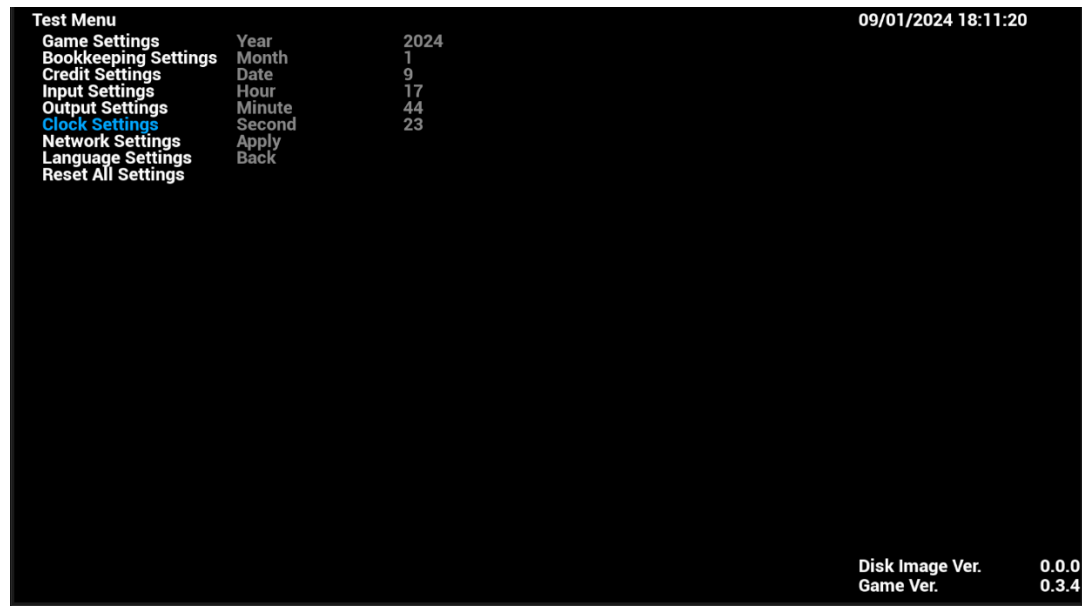 Test Menu 09/01/2024 18:11:20
Game Settings Year 2024
Bookkeeping Settings Month 1
Credit Settings Date 9
Input Settings Hour 17
Output Settings Minute 44
Clock Settings Second 23
Network Settings Apply
Language Settings Back
Reset All Settings
Disk Image Ver. 0.0.0
Game Ver. 0.3.4